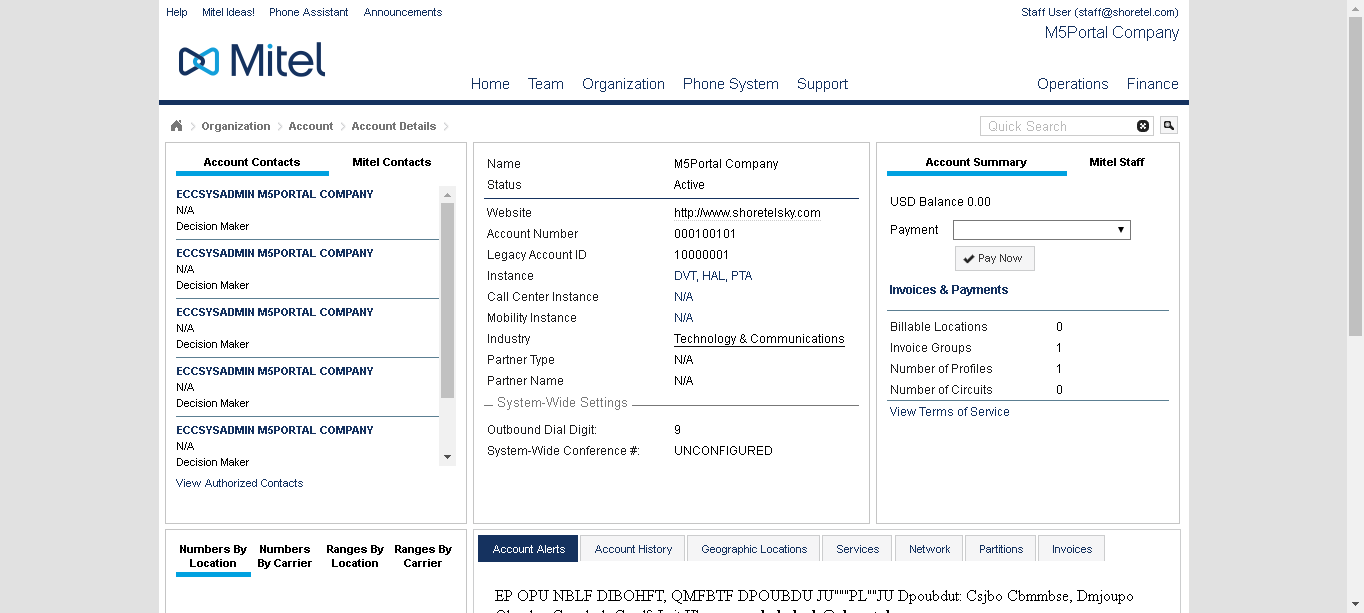 Help Mitel Ideas! Phone Assistant Announcements
Staff User (staff@shoretel.com)
M5Portal Company
Mitel
Home Team Organization Phone System Support Operations Finance
Organization Account Account Details
Quick Search
Account Contacts Mitel Contacts
ECCSYSADMIN M5PORTAL COMPANY
N/A
Decision Maker
ECCSYSADMIN M5PORTAL COMPANY
N/A
Decision Maker
ECCSYSADMIN M5PORTAL COMPANY
N/A
Decision Maker
ECCSYSADMIN M5PORTAL COMPANY
N/A
Decision Maker
ECCSYSADMIN M5PORTAL COMPANY
N/A
Decision Maker
View Authorized Contacts
Name M5Portal Company
Status Active
Website http://www.shoretelsky.com
Account Number 000100101
Legacy Account ID 10000001
Instance DVT, HAL, PTA
Call Center Instance N/A
Mobility Instance N/A
Industry Technology & Communications
Partner Type N/A
Partner Name N/A
System-Wide Settings
Outbound Dial Digit: 9
System-Wide Conference #: UNCONFIGURED
Account Summary Mitel Staff
USD Balance 0.00
Payment
Pay Now
Invoices & Payments
Billable Locations 0
Invoice Groups 1
Number of Profiles 1
Number of Circuits 0
View Terms of Service
Numbers By Location Numbers By Carrier Ranges By Location Ranges By Carrier
Account Alerts Account History Geographic Locations Services Network Partitions Invoices
EP OPU NBLF DIBOHFT, QMFBTF DPOUBDU JU"""PL""JU Dpoubdut: Csjbo Cbmmbse, Dmjoupo